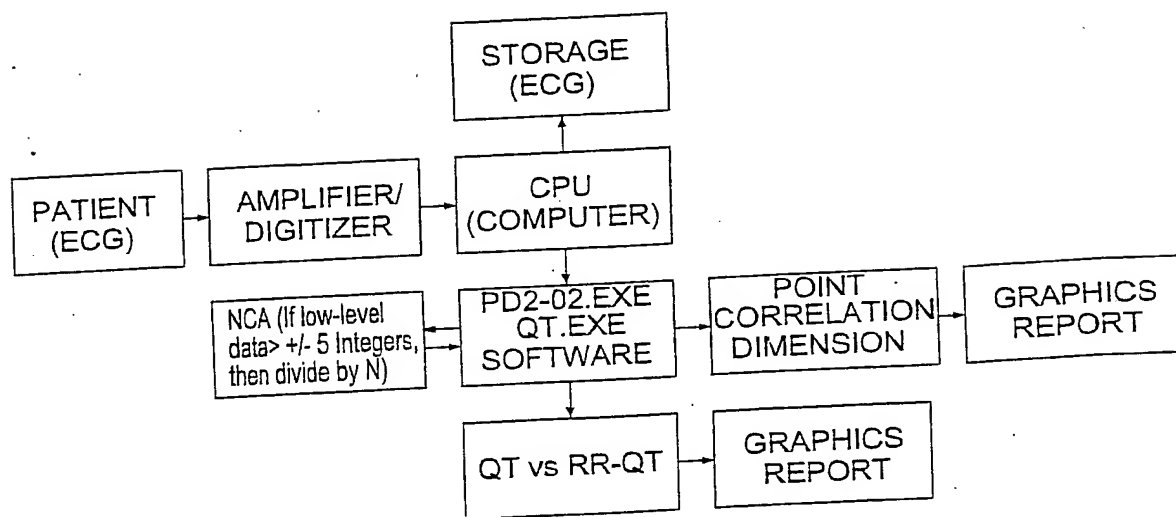 STORAGE
(ECG)
PATIENT
(ECG)
AMPLIFIER/
DIGITIZER
CPU
(COMPUTER)
NCA (If low-level
data> +/- 5 Integers,
then divide by N)
PD2-02.EXE
QT.EXE
SOFTWARE
POINT
CORRELATION
DIMENSION
GRAPHICS
REPORT
QT vs RR-QT
GRAPHICS
REPORT